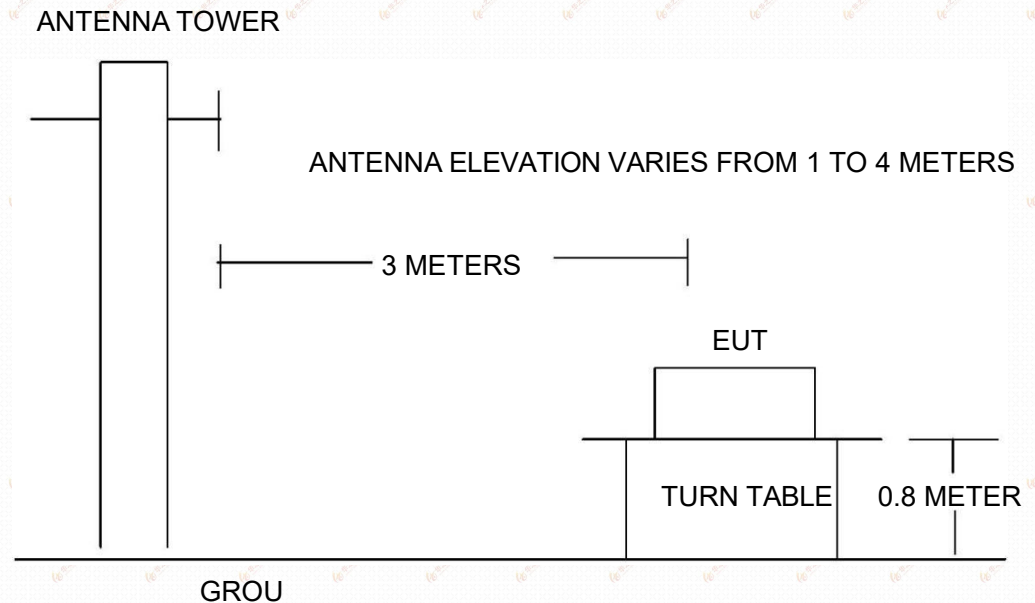 ANTENNA TOWER
ANTENNA ELEVATION VARIES FROM 1 TO 4 METERS
3 METERS
EUT
TURN TABLE
0.8 METER
GROU